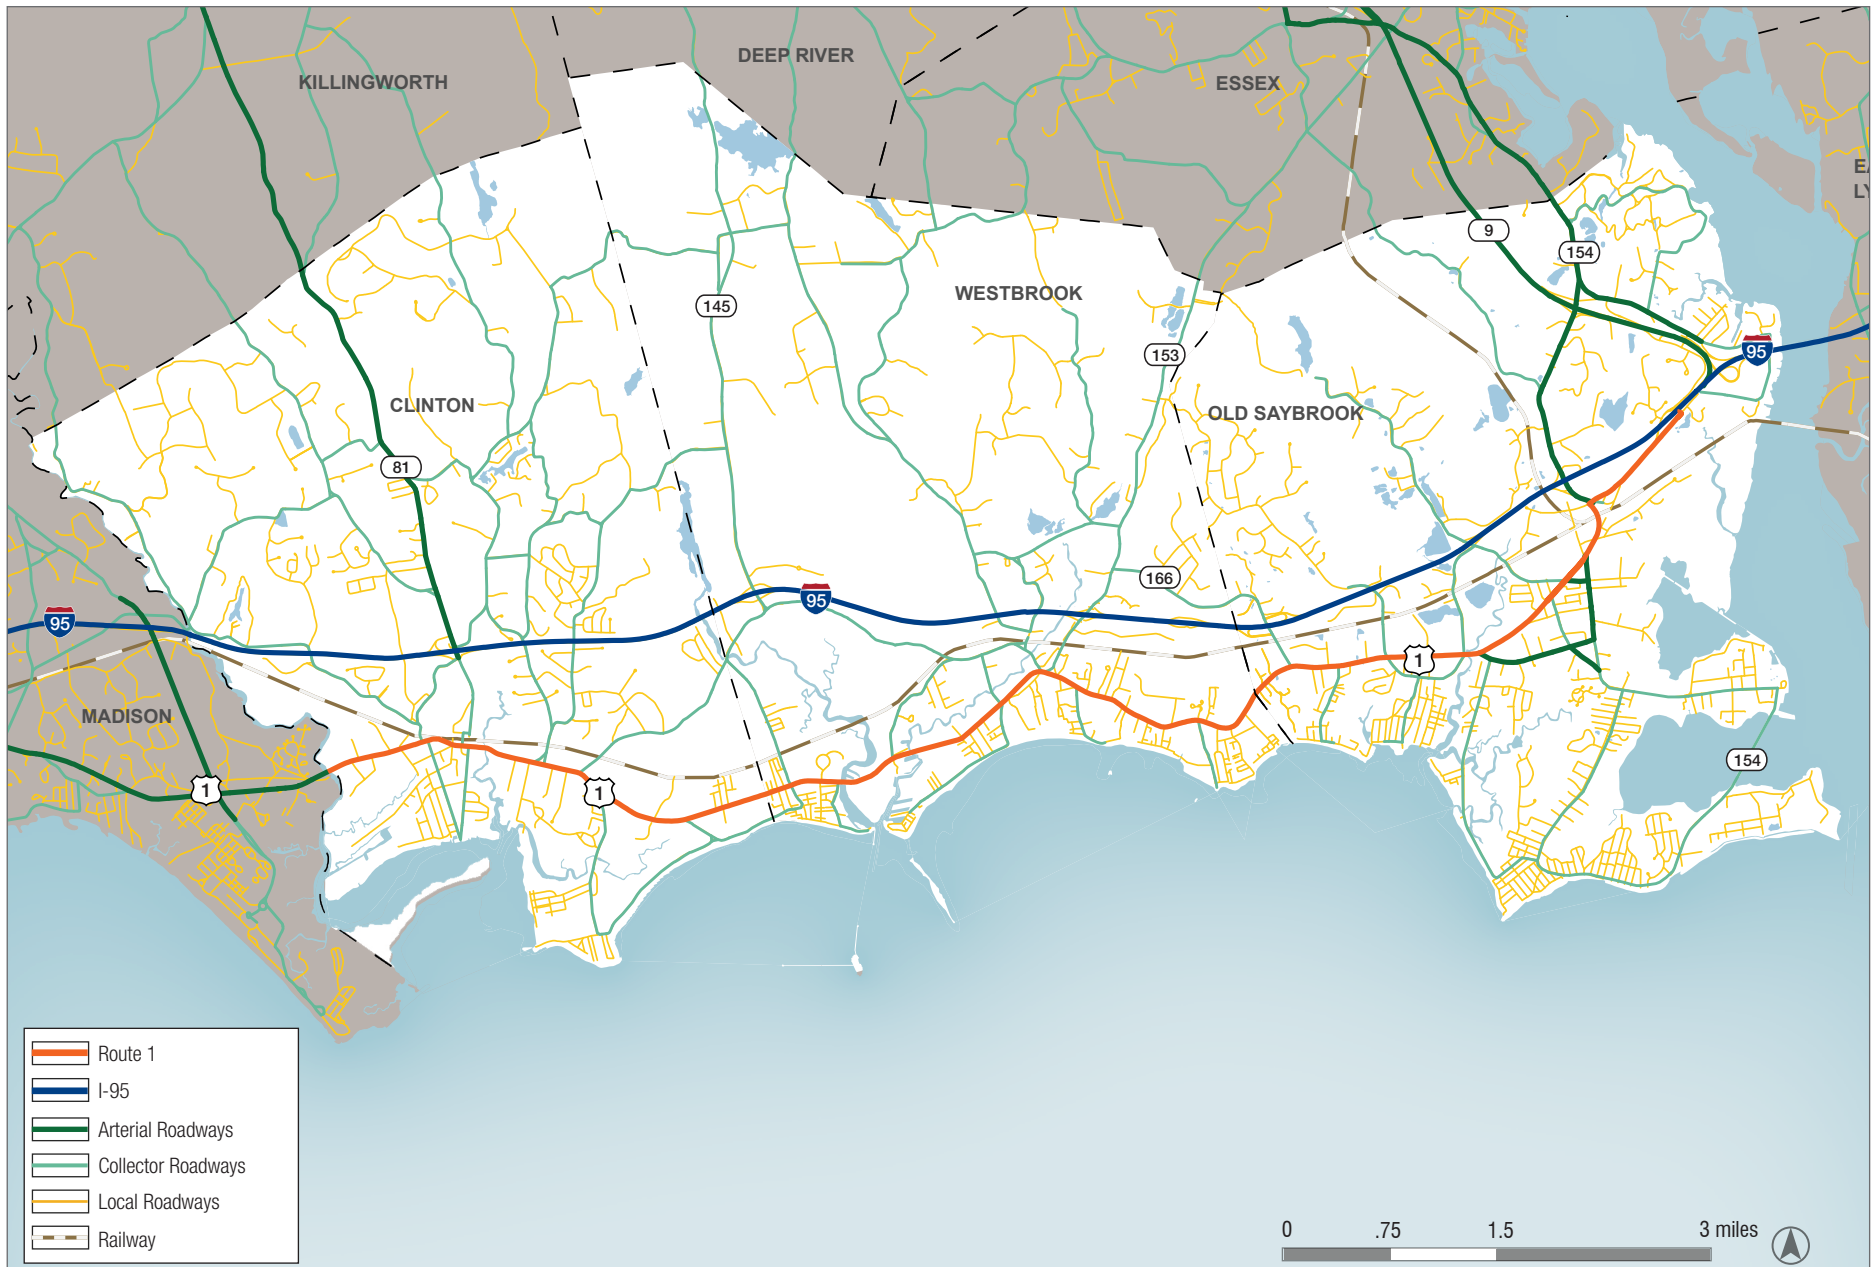 DEEP RIVER
KILLINGWORTH
ESSEX
E
LY
9
154
WESTBROOK
145
95
153
CLINTON
OLD SAYBROOK
81
166
95
95
1
MADISON
154
1
1
Route 1
I-95
Arterial Roadways
Collector Roadways
Local Roadways
Railway
0 .75 1.5 3 miles